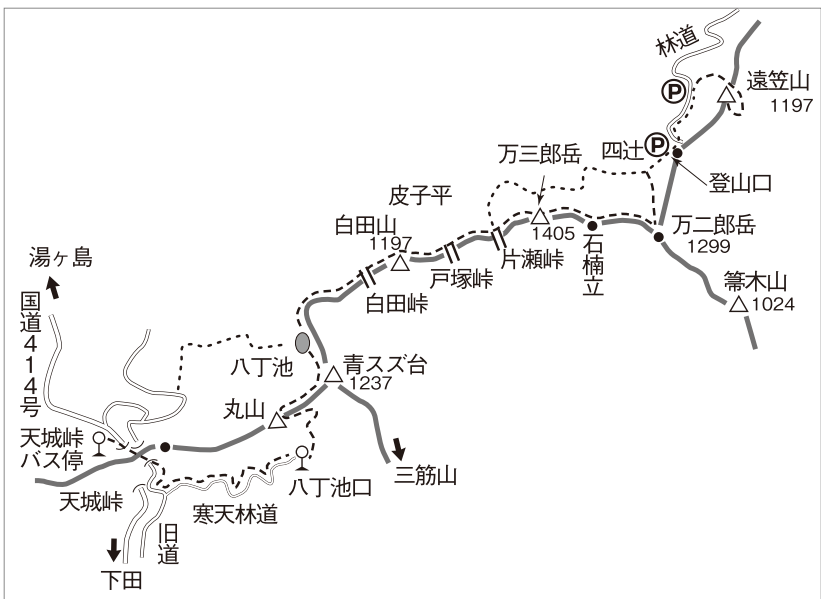 林道
P
遠笠山
1197
P
四辻
万三郎岳
登山口
皮子平
白田山
1197
1405
万二郎岳
1299
石楠立
片瀬峠
戸塚峠
白田峠
箒木山
1024
湯ヶ島
国道414号
八丁池
青スズ台
1237
丸山
天城峠
バス停
三筋山
八丁池口
天城峠
寒天林道
旧道
下田